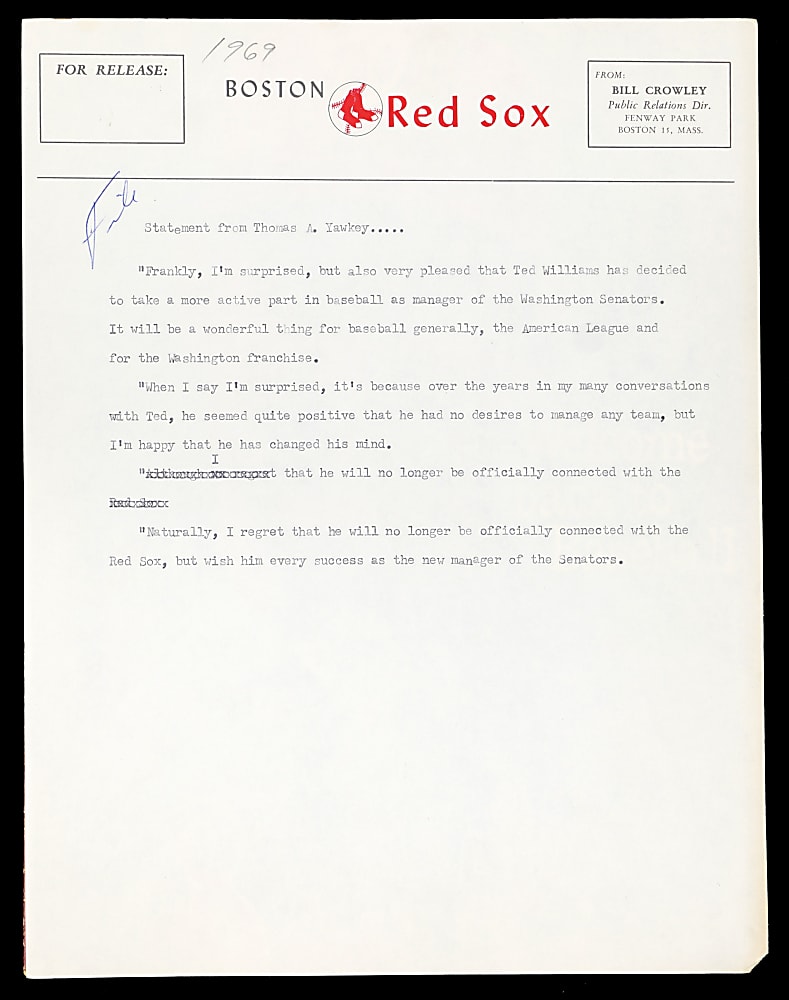 1969
FOR RELEASE:
BOSTON Red Sox
FROM:
BILL CROWLEY
Public Relations Dir.
FENWAY PARK
BOSTON 15, MASS.
File
Statement from Thomas A. Yawkey.....
"Frankly, I'm surprised, but also very pleased that Ted Williams has decided
to take a more active part in baseball as manager of the Washington Senators.
It will be a wonderful thing for baseball generally, the American League and
for the Washington franchise.
"When I say I'm surprised, it's because over the years in my many conversations
with Ted, he seemed quite positive that he had no desires to manage any team, but
I'm happy that he has changed his mind.
I
"Although regret that he will no longer be officially connected with the
Red Sox
"Naturally, I regret that he will no longer be officially connected with the
Red Sox, but wish him every success as the new manager of the Senators.